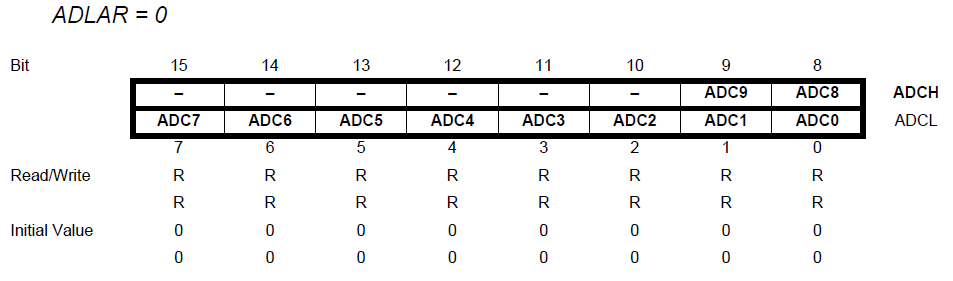 ADLAR = 0
Bit 15 14 13 12 11 10 9 8
– – – – – – ADC9 ADC8 ADCH
ADC7 ADC6 ADC5 ADC4 ADC3 ADC2 ADC1 ADC0 ADCL
7 6 5 4 3 2 1 0
Read/Write R R R R R R R R
R R R R R R R R
Initial Value 0 0 0 0 0 0 0 0
0 0 0 0 0 0 0 0